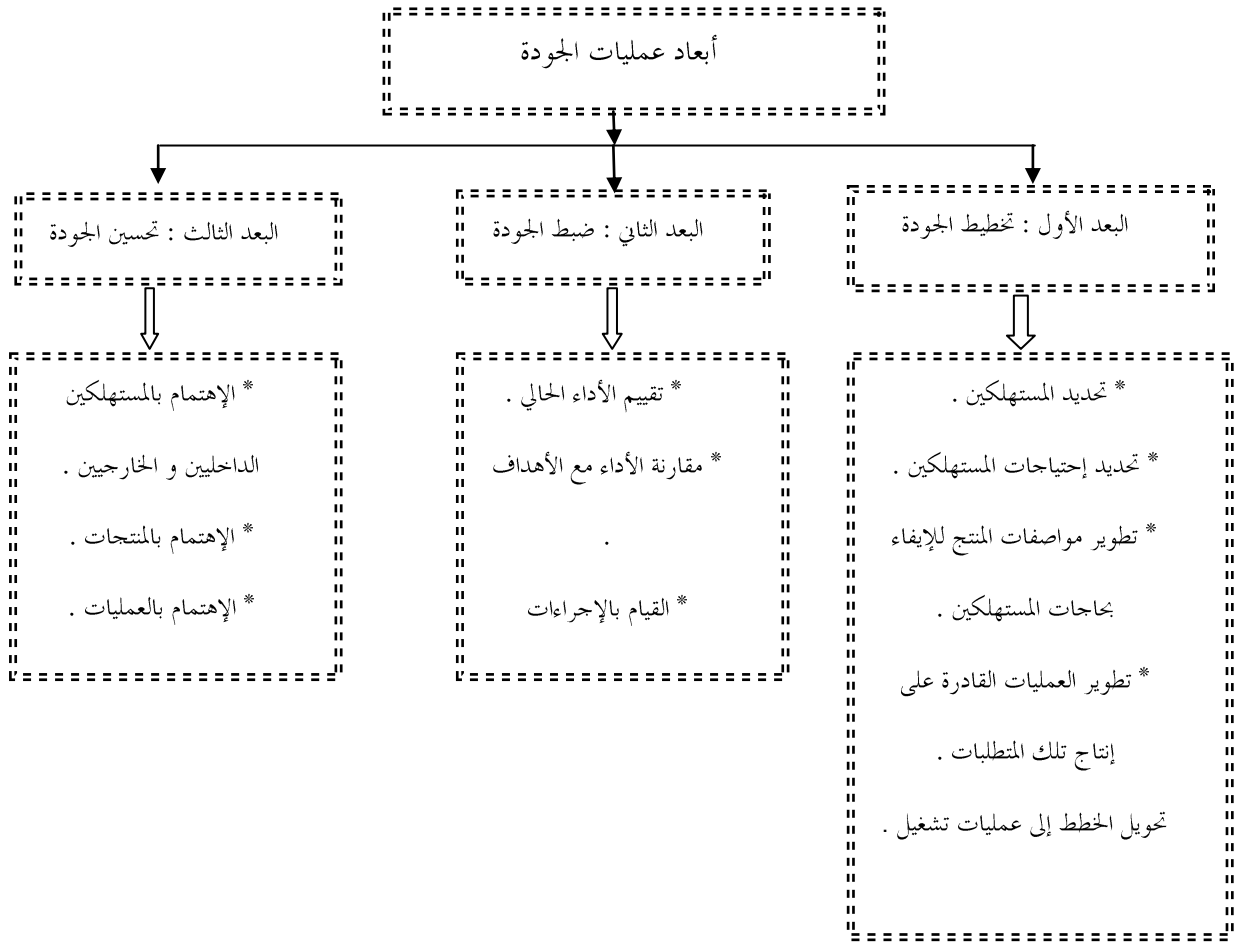 أبعاد عمليات الجودة
البعد الأول : تخطيط الجودة
* تحديد المستهلكين .
* تحديد إحتياجات المستهلكين .
* تطوير مواصفات المنتج للإيفاء
بحاجات المستهلكين .
* تطوير العمليات القادرة على
إنتاج تلك المتطلبات .
تحويل الخطط إلى عمليات تشغيل .
البعد الثاني : ضبط الجودة
* تقييم الأداء الحالي .
* مقارنة الأداء مع الأهداف
.
* القيام بالإجراءات
البعد الثالث : تحسين الجودة
* الإهتمام بالمستهلكين
الداخليين و الخارجيين .
* الإهتمام بالمنتجات .
* الإهتمام بالعمليات .